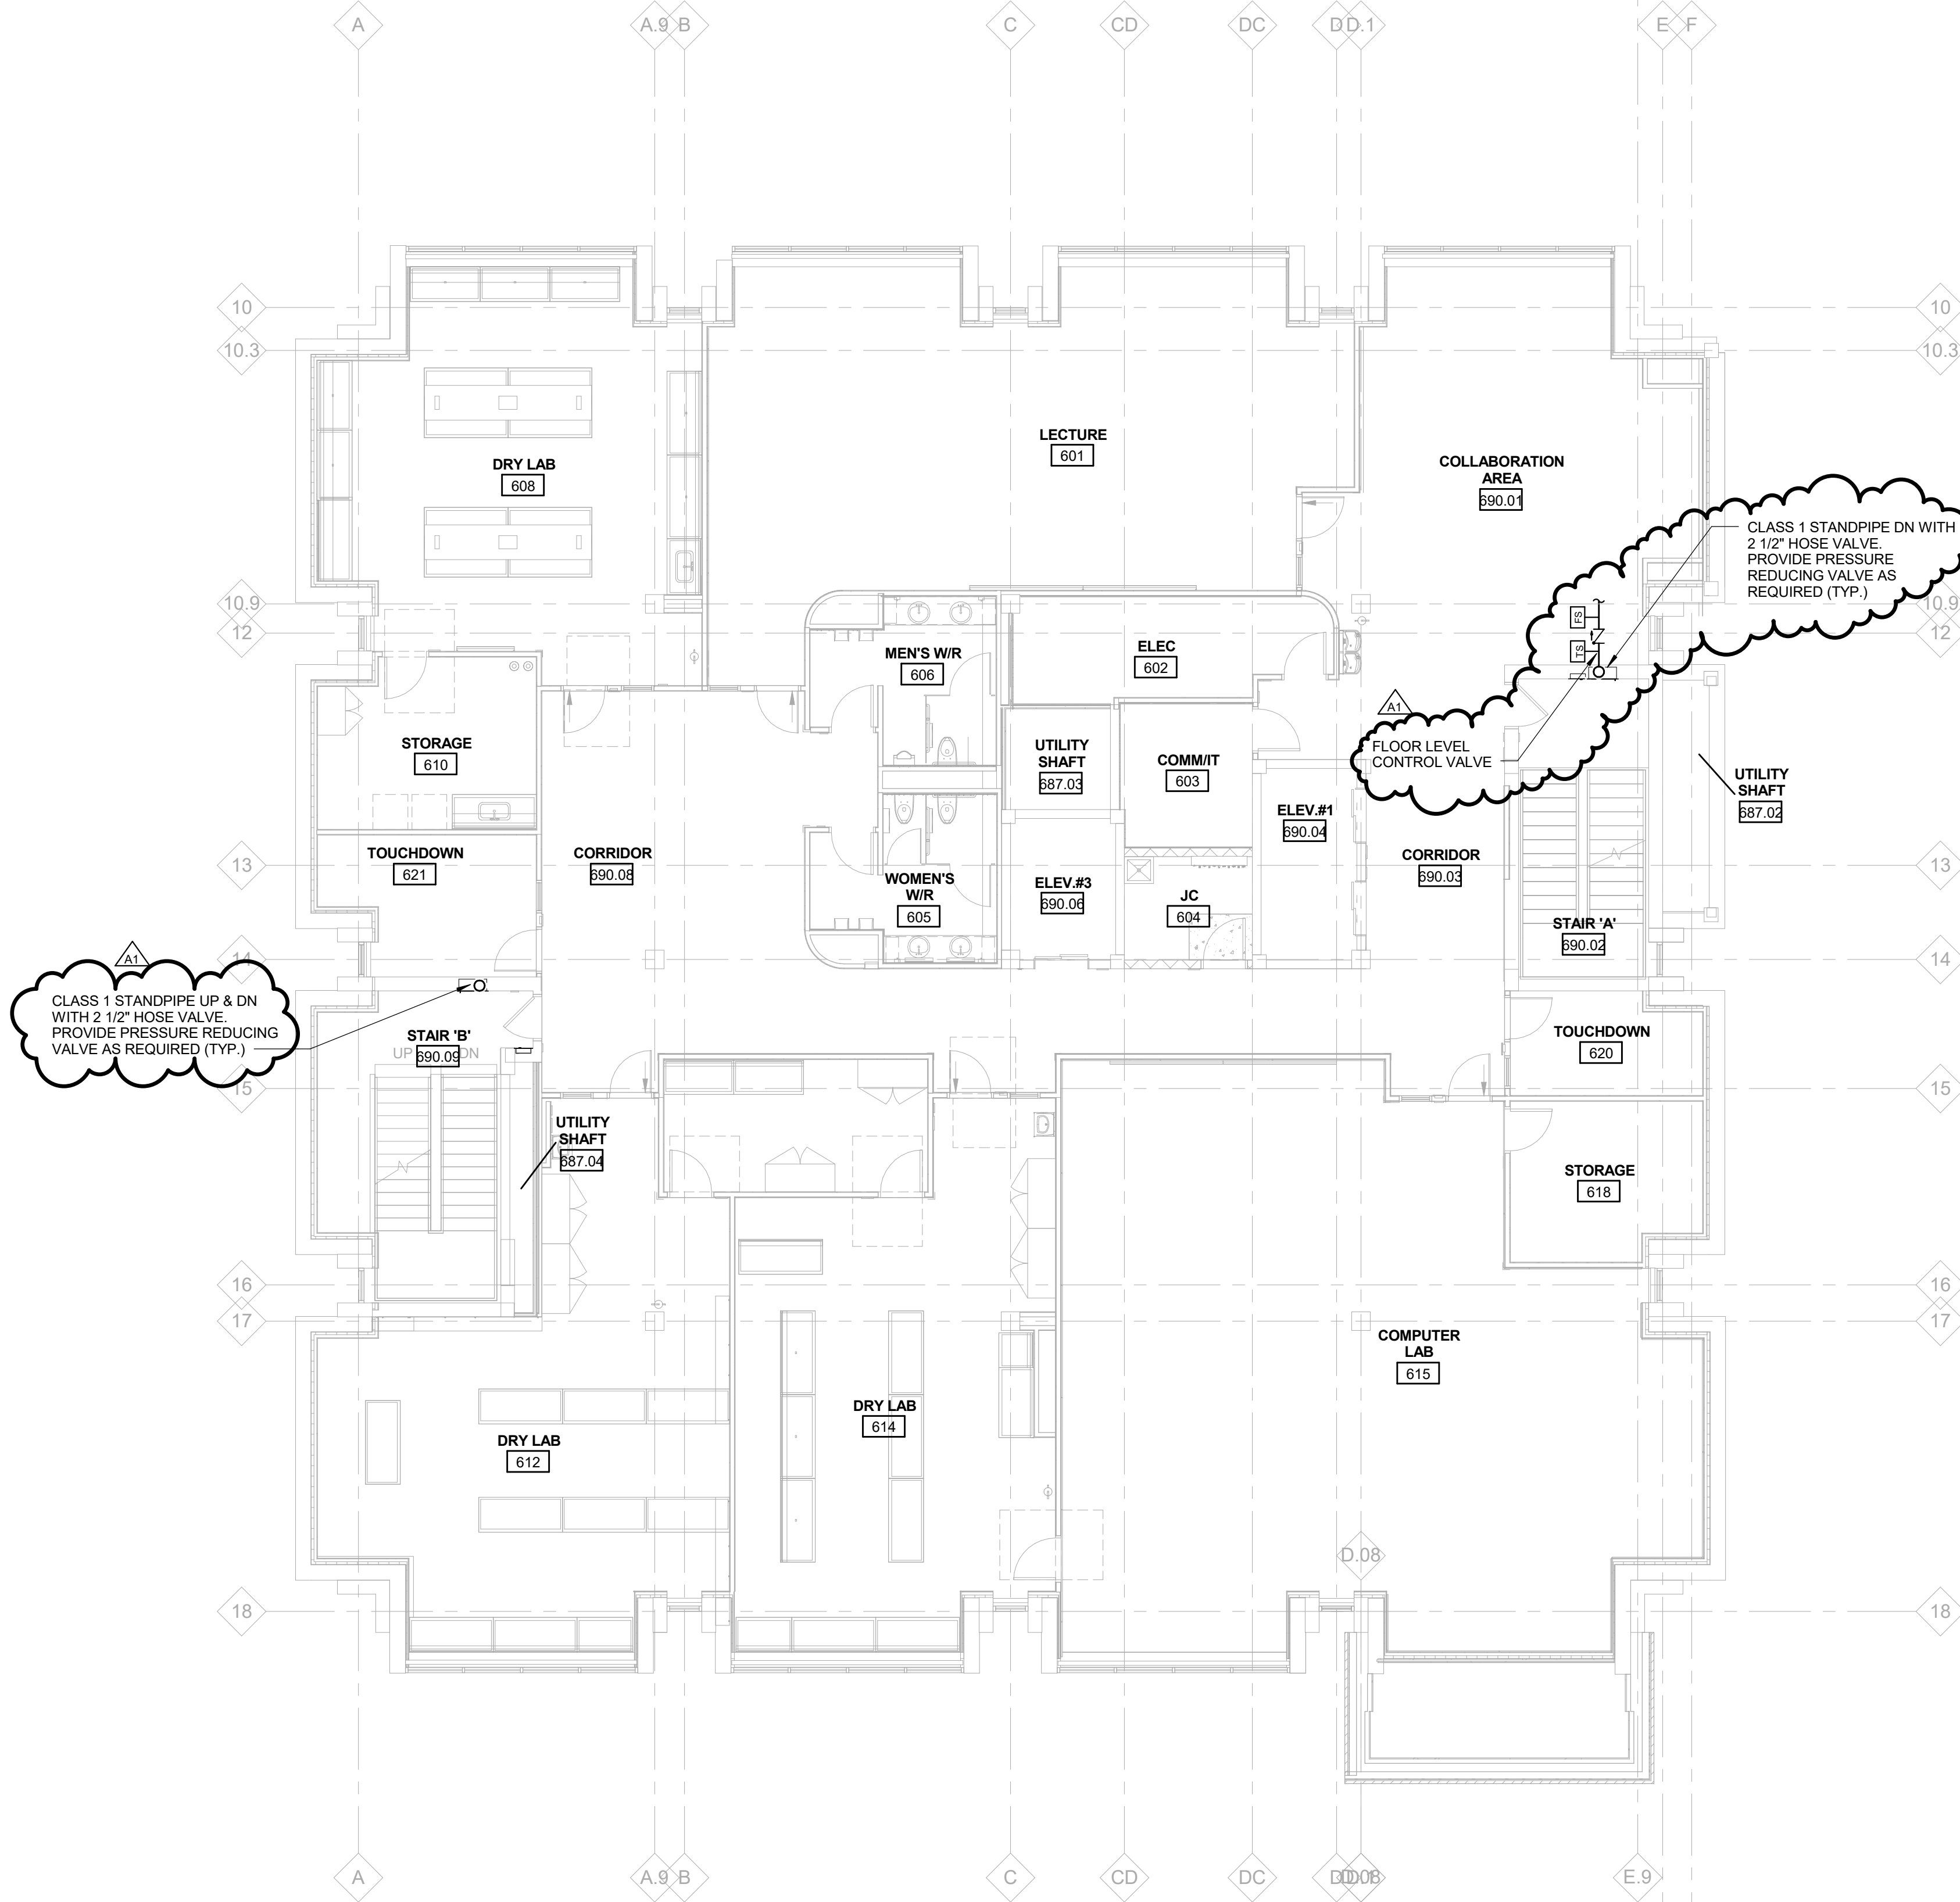 A
A.9
B
C
CD
DC
D
D.1
E
F
10
10
10.3
10.3
LECTURE
601
DRY LAB
608
COLLABORATION
AREA
690.01
CLASS 1 STANDPIPE DN WITH
2 1/2" HOSE VALVE.
PROVIDE PRESSURE
REDUCING VALVE AS
REQUIRED (TYP.)
10.9
10.9
12
12
FS
TS
MEN'S W/R
606
ELEC
602
A1
FLOOR LEVEL
CONTROL VALVE
STORAGE
610
UTILITY
SHAFT
687.03
COMM/IT
603
UTILITY
SHAFT
687.02
ELEV.#1
690.04
13
13
TOUCHDOWN
621
CORRIDOR
690.08
WOMEN'S
W/R
605
ELEV.#3
690.06
JC
604
CORRIDOR
690.03
STAIR 'A'
690.02
A1
14
14
CLASS 1 STANDPIPE UP & DN
WITH 2 1/2" HOSE VALVE.
PROVIDE PRESSURE REDUCING
VALVE AS REQUIRED (TYP.)
STAIR 'B'
UP
690.09
DN
TOUCHDOWN
620
15
15
UTILITY
SHAFT
687.04
STORAGE
618
16
16
17
17
COMPUTER
LAB
615
DRY LAB
614
DRY LAB
612
D.08
18
18
A
A.9
B
C
CD
DC
D
E.9